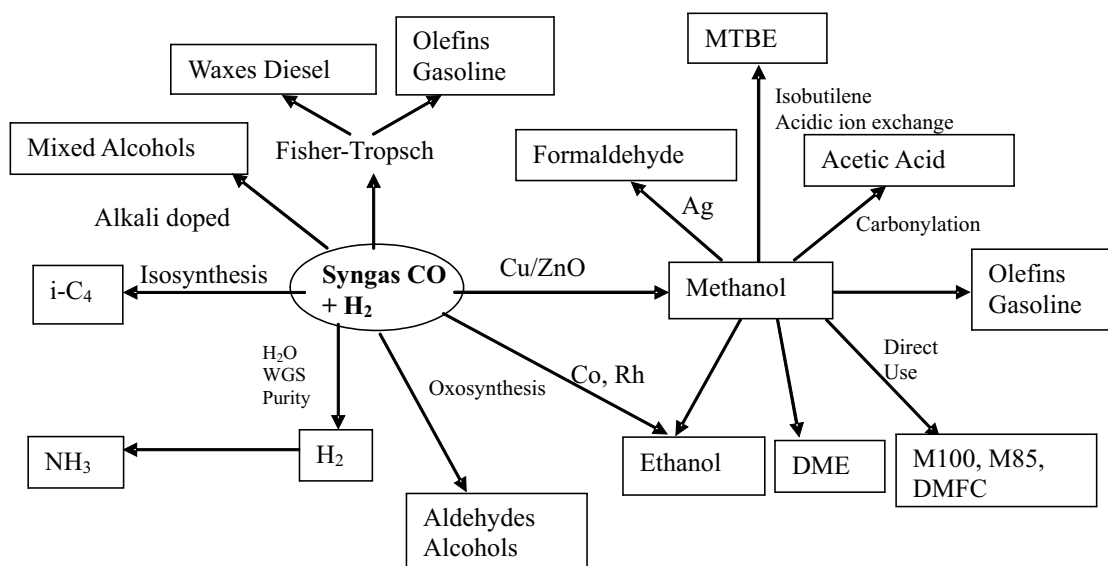 MTBE
Olefins
Gasoline
Waxes Diesel
Isobutilene
Acidic ion exchange
Mixed Alcohols
Fisher-Tropsch
Formaldehyde
Acetic Acid
Ag
Alkali doped
Carbonylation
Isosynthesis
Syngas CO
+ H₂
Cu/ZnO
Methanol
Olefins
Gasoline
i-C₄
H₂O
WGS
Purity
Oxosynthesis
Co, Rh
Direct
Use
NH₃
H₂
Ethanol
DME
M100, M85,
DMFC
Aldehydes
Alcohols